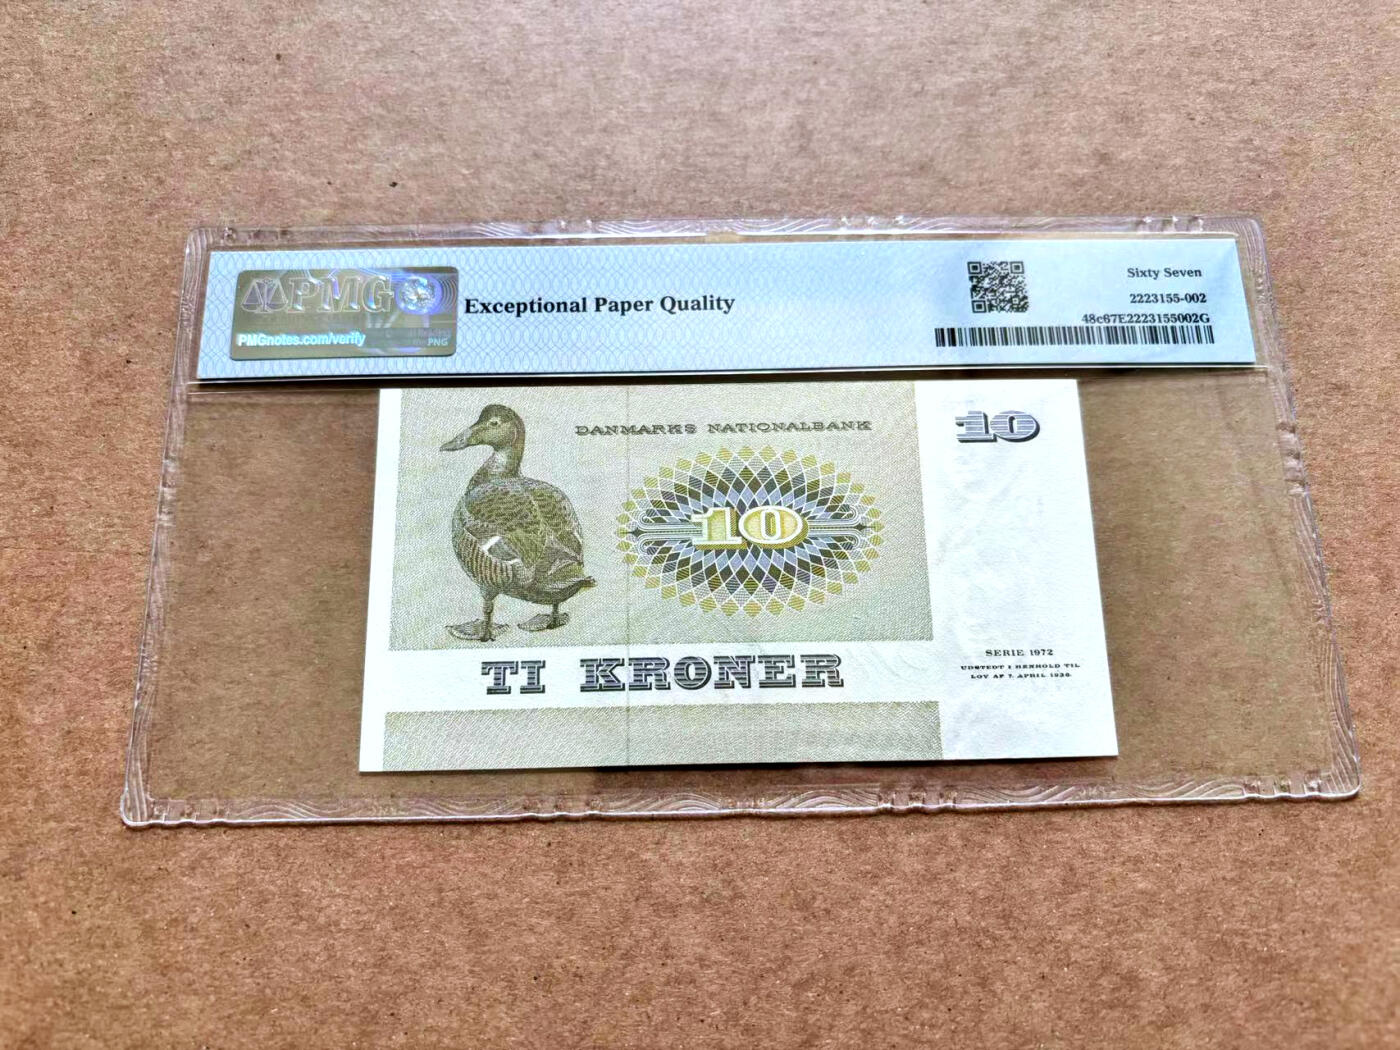 PMG
PMGnotes.com/verify
PNG
Exceptional Paper Quality
Sixty Seven
2223155-002
48c67E2223155002G
DANMARKS NATIONALBANK
10
10
TI KRONER
SERIE 1972
UDSTEDT I HENHOLD TIL
LOV AF 7. APRIL 1936